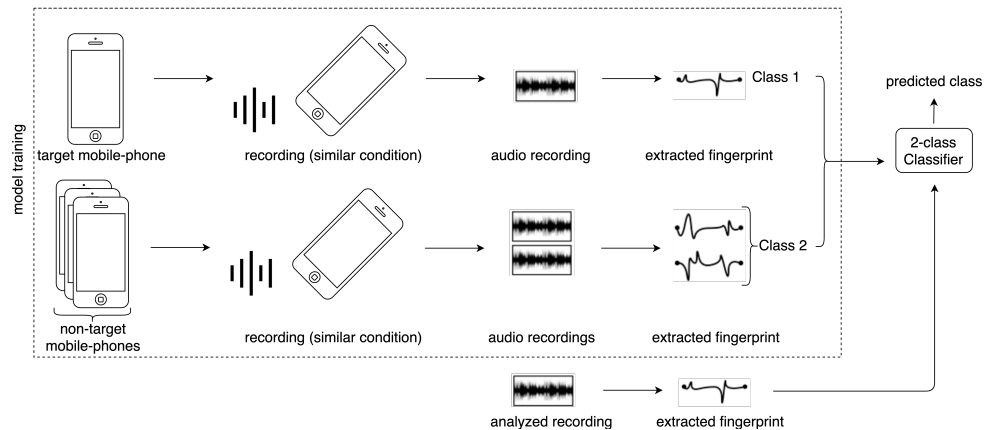 model training
target mobile-phone
recording (similar condition)
audio recording
extracted fingerprint
Class 1
predicted class
2-class
Classifier
non-target
mobile-phones
recording (similar condition)
audio recordings
extracted fingerprint
Class 2
analyzed recording
extracted fingerprint